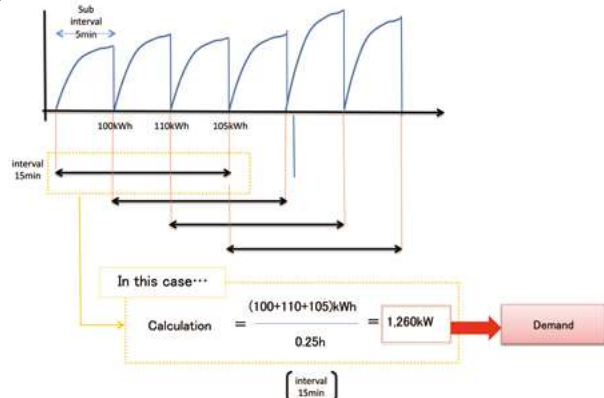 Sub
interval
5min
100kWh 110kWh 105kWh
interval
15min
In this case…
(100+110+105)kWh
Calculation = = 1,260kW Demand
0.25h
interval
15min